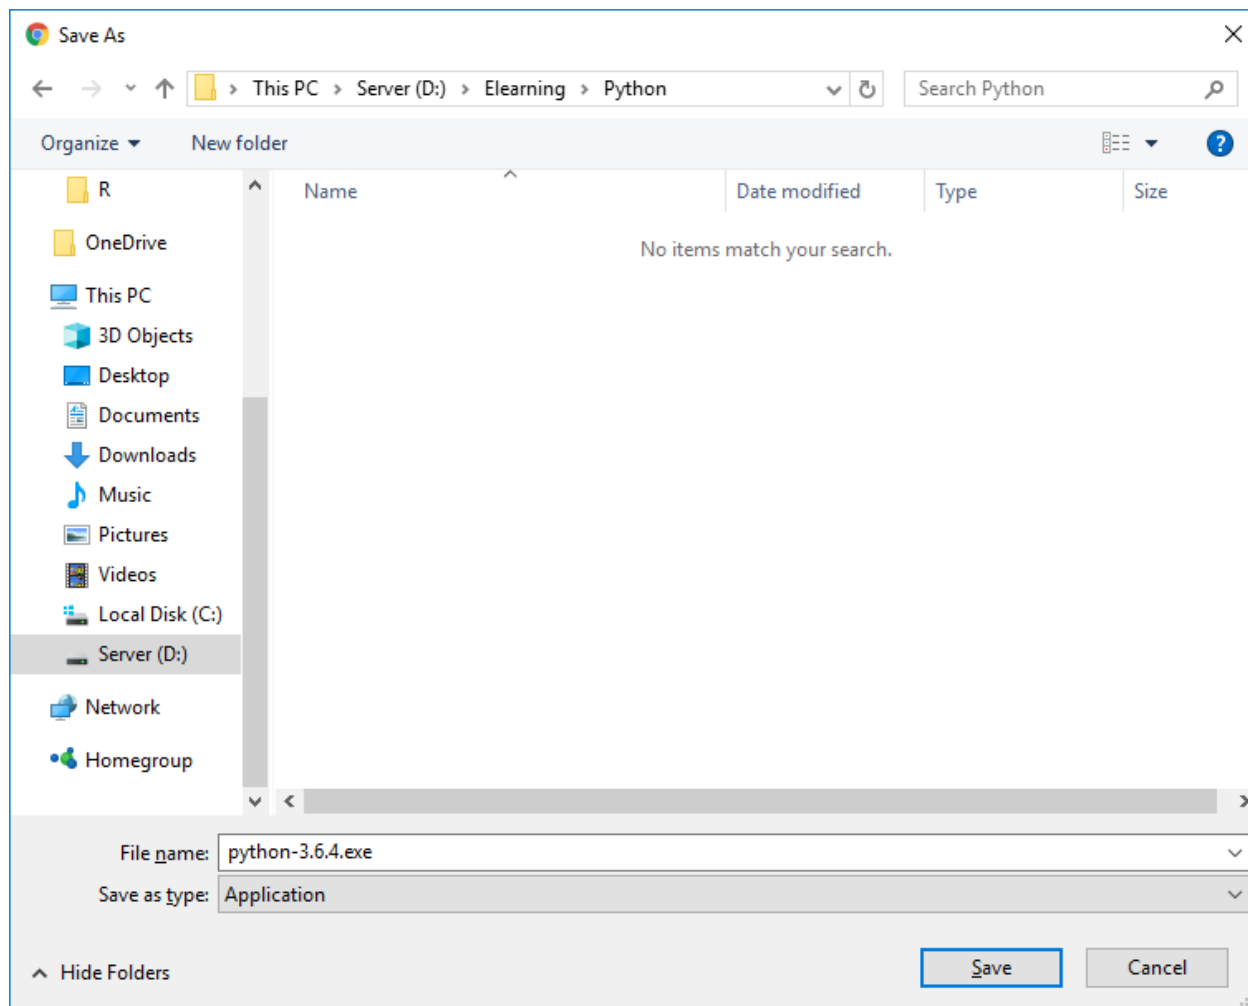 Save As
This PC > Server (D:) > Elearning > Python
Search Python
Organize
New folder
R
Name
Date modified
Type
Size
OneDrive
No items match your search.
This PC
3D Objects
Desktop
Documents
Downloads
Music
Pictures
Videos
Local Disk (C:)
Server (D:)
Network
Homegroup
File name: python-3.6.4.exe
Save as type: Application
Hide Folders
Save
Cancel